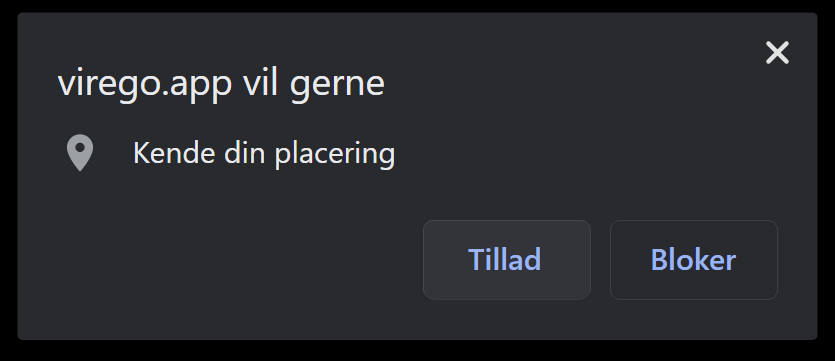 virego.app vil gerne
Kende din placering
Tillad
Bloker